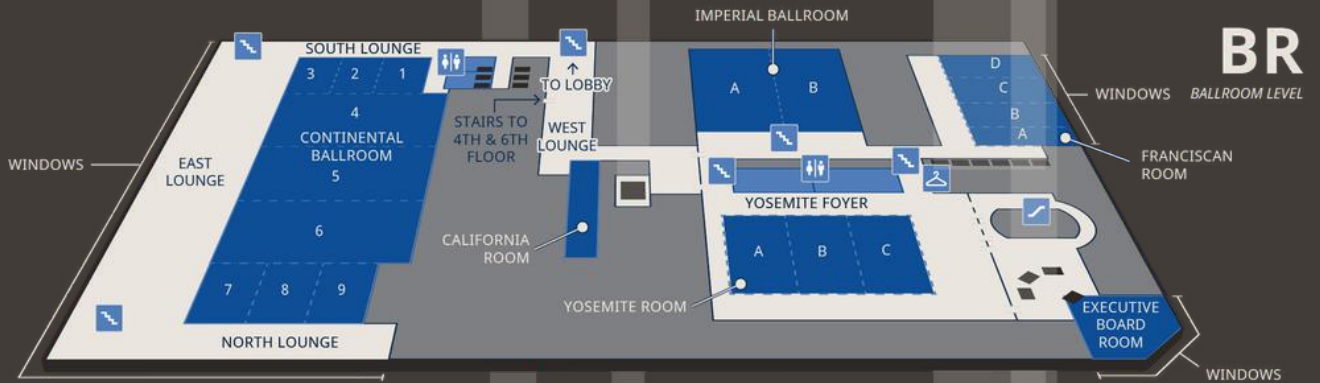 IMPERIAL BALLROOM
BR
BALLROOM LEVEL
SOUTH LOUNGE
3 2 1
TO LOBBY
A B
D
C
B
A
WINDOWS
4
CONTINENTAL
BALLROOM
STAIRS TO
4TH & 6TH
FLOOR
WEST
LOUNGE
FRANCISCAN
ROOM
WINDOWS
EAST
LOUNGE
5
YOSEMITE FOYER
6
CALIFORNIA
ROOM
A B C
7 8 9
YOSEMITE ROOM
EXECUTIVE
BOARD
ROOM
NORTH LOUNGE
WINDOWS